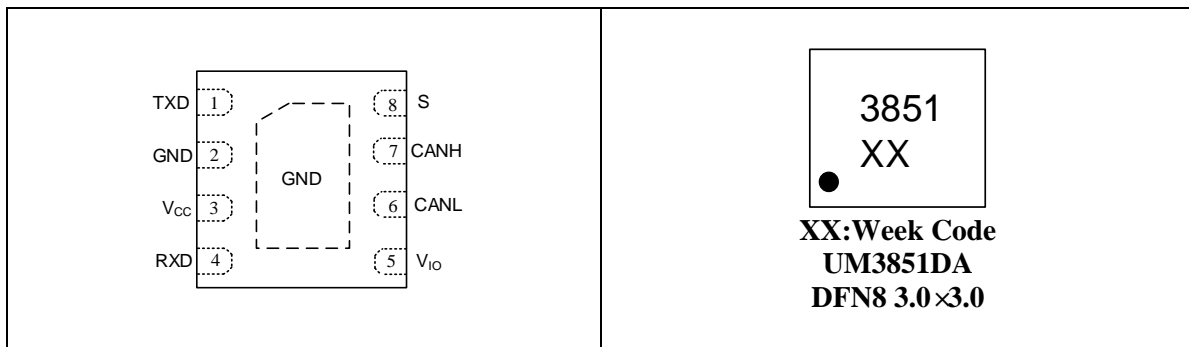 TXD 1 8 S
GND 2 7 CANH
GND
VCC 3 6 CANL
RXD 4 5 VIO
3851
XX
XX:Week Code
UM3851DA
DFN8 3.0×3.0